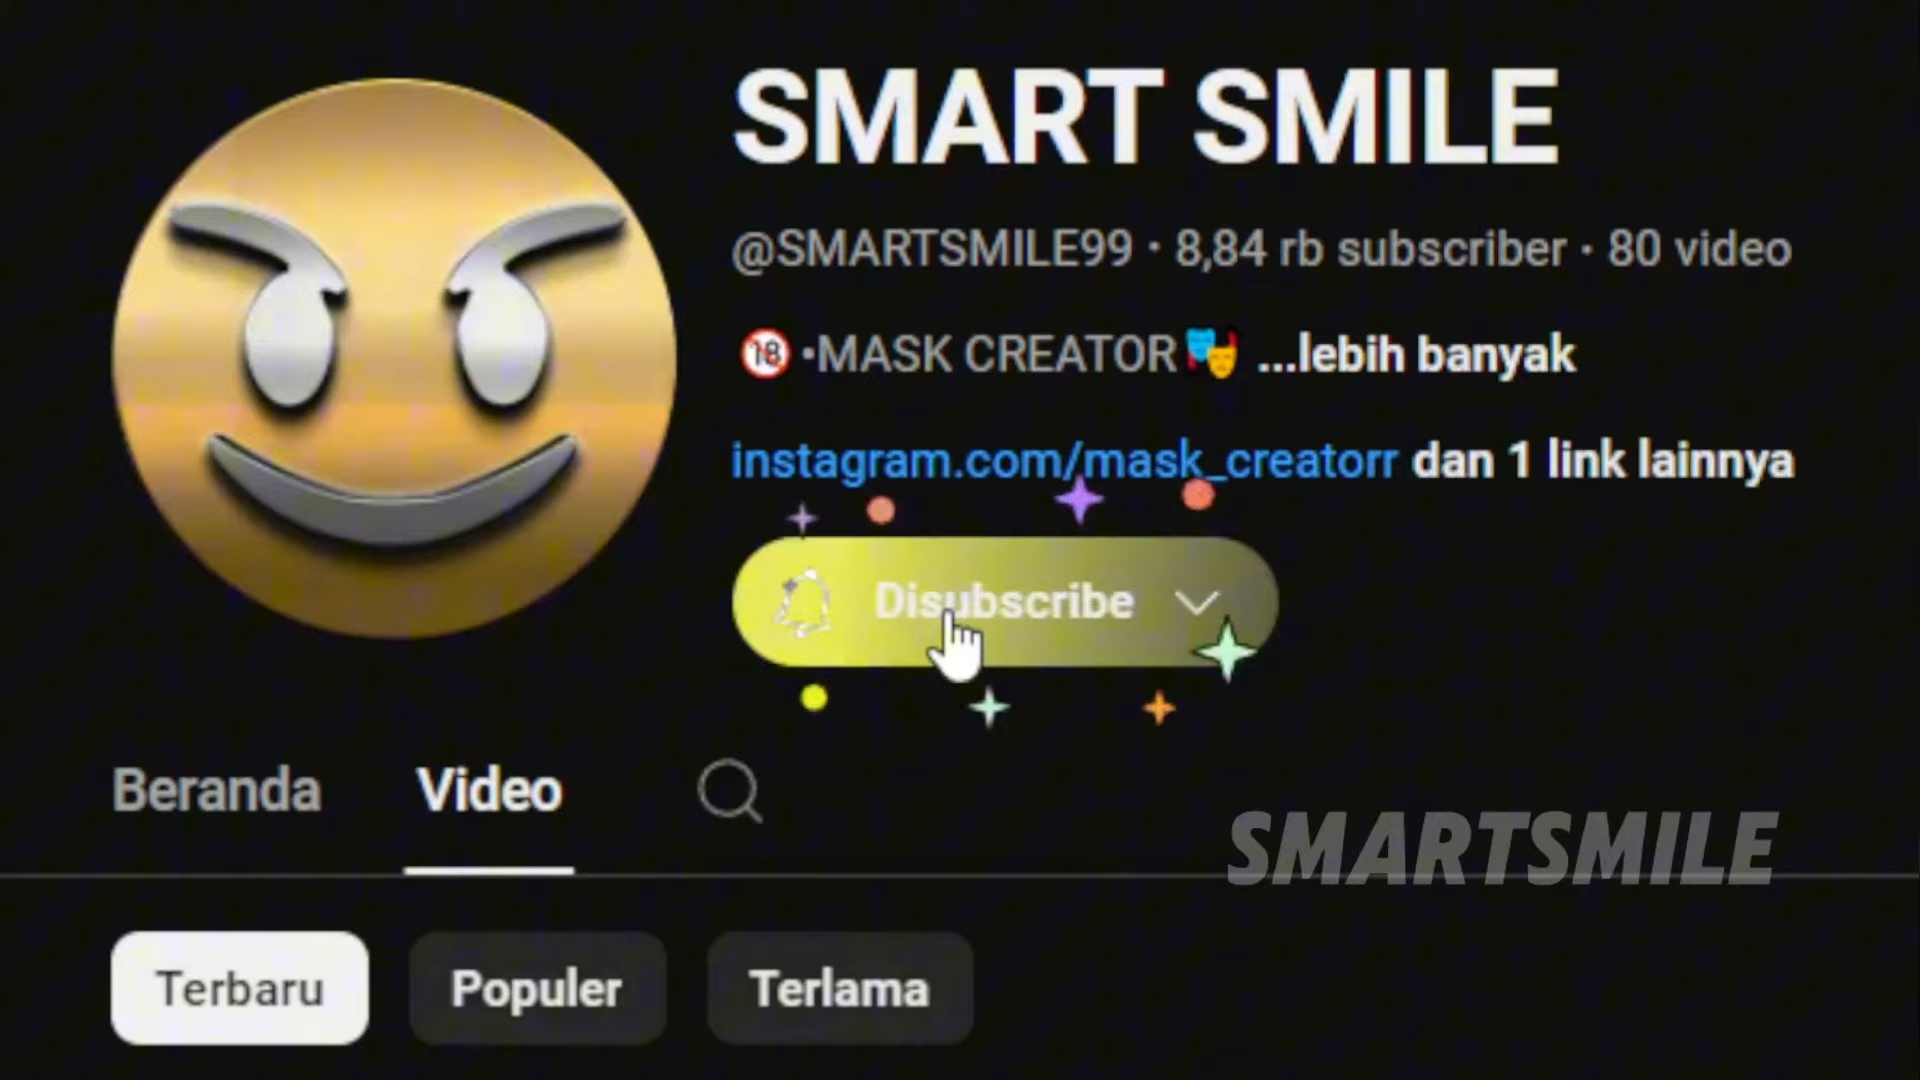 SMART SMILE
@SMARTSMILE99 · 8,84 rb subscriber · 80 video
🔞•MASK CREATOR🎭 ...lebih banyak
instagram.com/mask_creatorr dan 1 link lainnya
Disubscribe
Beranda Video
SMARTSMILE
Terbaru Populer Terlama